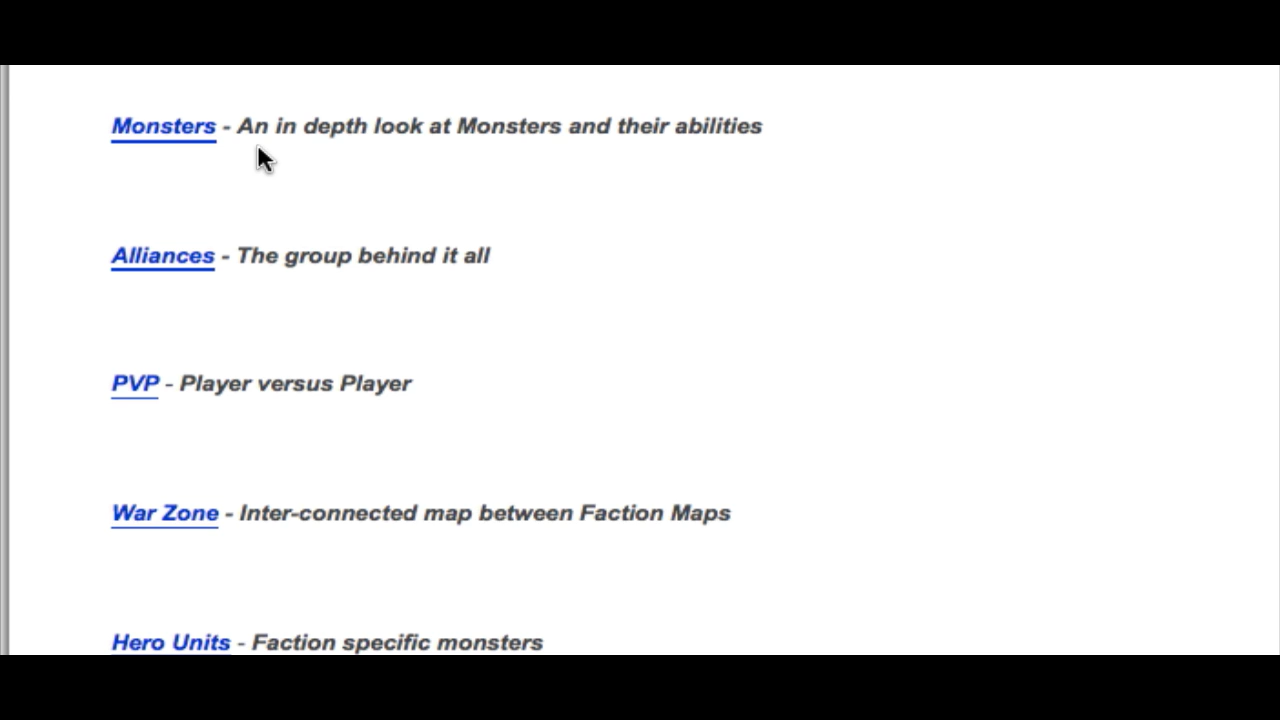 Monsters - An in depth look at Monsters and their abilities
Alliances - The group behind it all
PVP - Player versus Player
War Zone - Inter-connected map between Faction Maps
Hero Units - Faction specific monsters